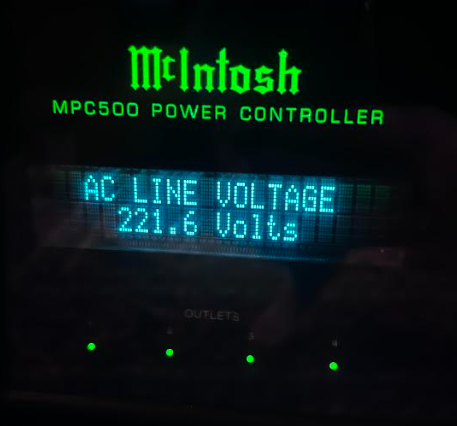 McIntosh
MPC500 POWER CONTROLLER
AC LINE VOLTAGE
221.6 Volts
OUTLETS